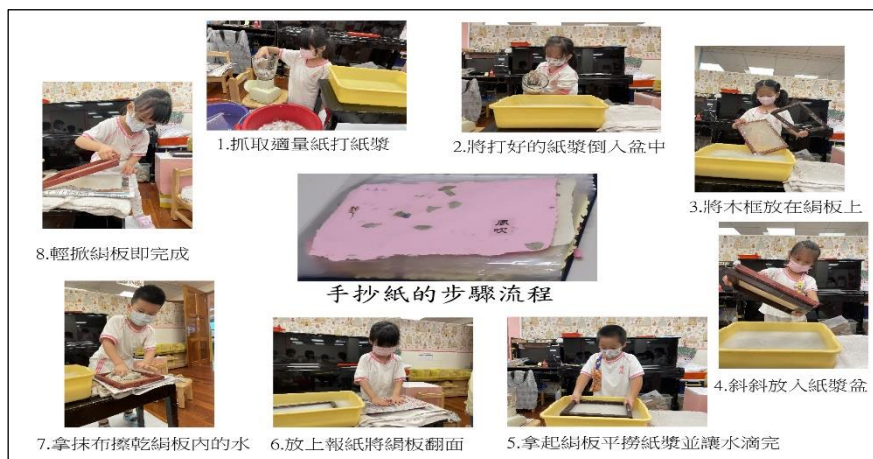 1.抓取適量紙打紙漿
2.將打好的紙漿倒入盆中
3.將木框放在絹板上
4.斜斜放入紙漿盆
5.拿起絹板平撈紙漿並讓水滴完
6.放上報紙將絹板翻面
7.拿抹布擦乾絹板內的水
8.輕掀絹板即完成
手抄紙的步驟流程